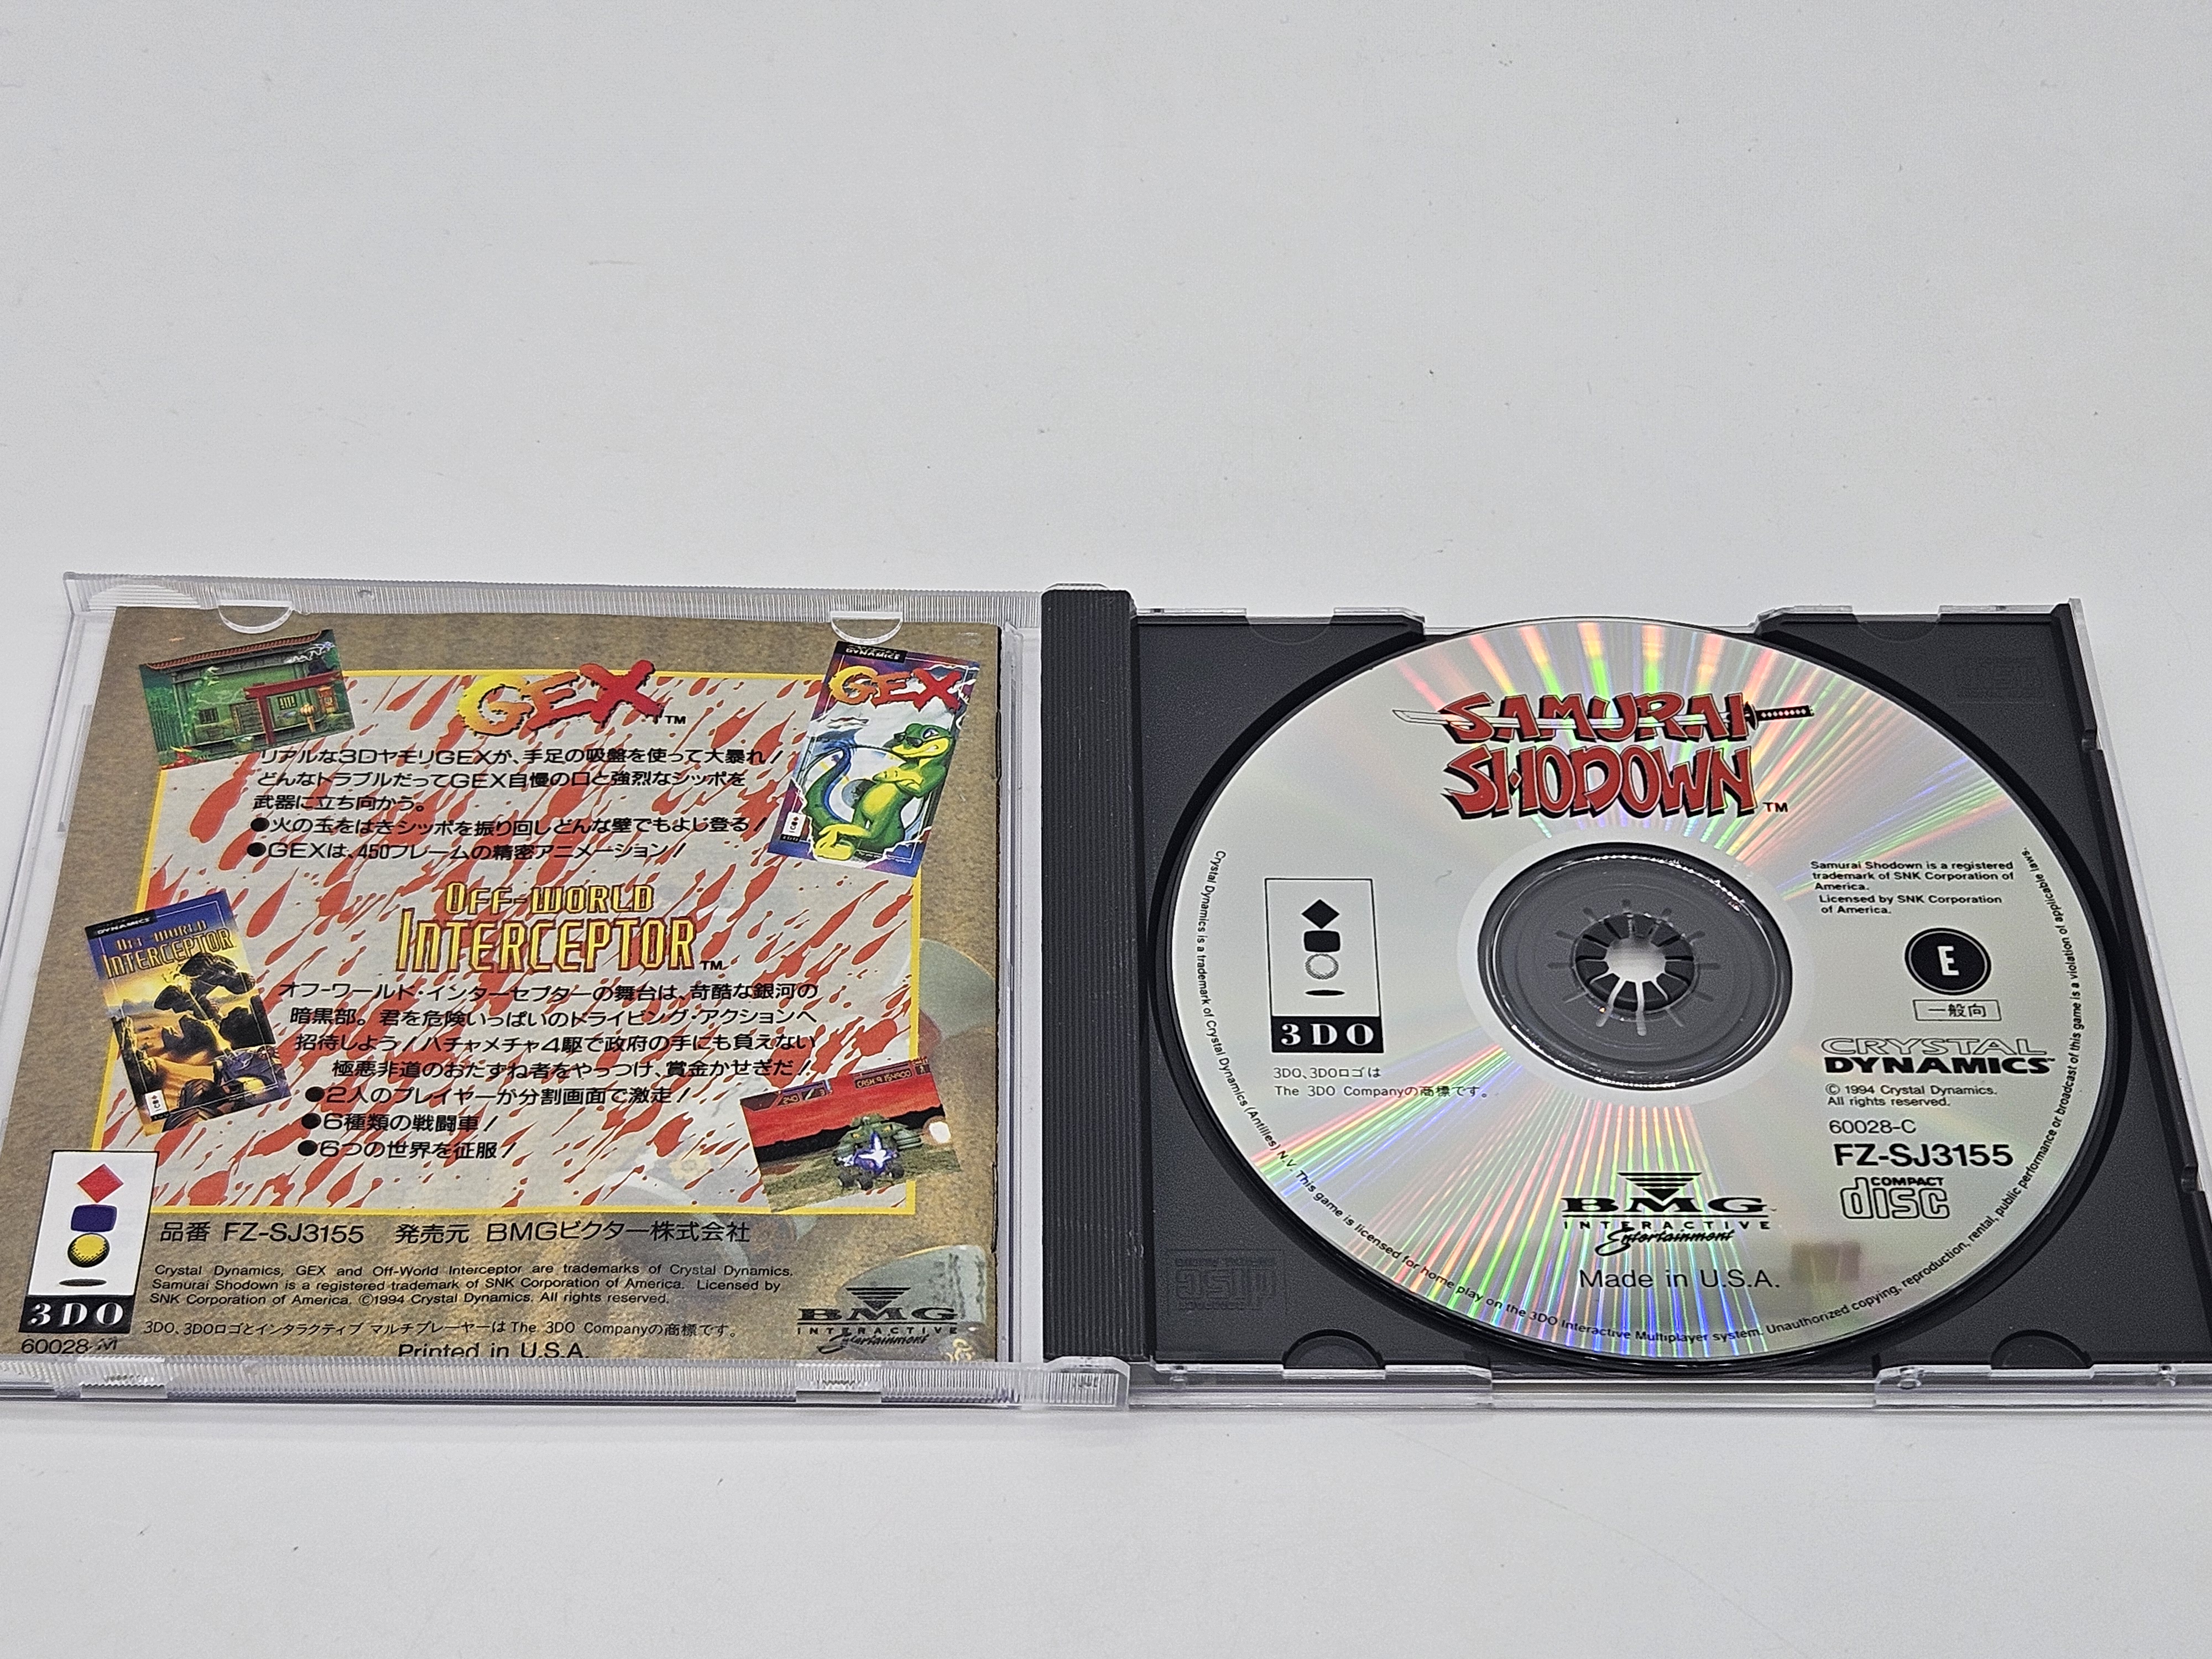 GEX™
リアルな3DヤモリGEXが、手足の吸盤を使って大暴れ!
どんなトラブルだってGEX自慢の口と強烈なシッポを
武器に立ち向かう。
●火の玉をはきシッポを振り回しどんな壁でもよじ登る!
●GEXは、450フレームの精密アニメーション!
DYNAMICS
GEX
OFF-WORLD
INTERCEPTOR™
オフ-ワールド・インターセプターの舞台は、苛酷な銀河の
暗黒部。君を危険いっぱいのドライビング・アクションへ
招待しよう!ハチャメチャ4駆で政府の手にも負えない
極悪非道のおたずね者をやっつけ、賞金かせぎだ!
●2人のプレイヤーが分割画面で激走!
●6種類の戦闘車!
●6つの世界を征服!
DYNAMICS
OFF-WORLD
INTERCEPTOR
3DO
60028-M
品番 FZ-SJ3155 発売元 BMGビクター株式会社
Crystal Dynamics, GEX and Off-World Interceptor are trademarks of Crystal Dynamics.
Samurai Shodown is a registered trademark of SNK Corporation of America. Licensed by
SNK Corporation of America. ©1994 Crystal Dynamics. All rights reserved.
3DO、3DOロゴとインタラクティブ マルチプレーヤーは The 3DO Companyの商標です。
Printed in U.S.A.
BMG
INTERACTIVE
Entertainment
SAMURAI
SHODOWN™
Samurai Shodown is a registered
trademark of SNK Corporation of
America.
Licensed by SNK Corporation
of America.
E
一般向
3DO
3DO、3DOロゴは
The 3DO Companyの商標です。
CRYSTAL
DYNAMICS™
© 1994 Crystal Dynamics.
All rights reserved.
60028-C
FZ-SJ3155
COMPACT
disc
BMG
INTERACTIVE
Entertainment
Made in U.S.A.
Crystal Dynamics is a trademark of Crystal Dynamics (Antilles) N.V. This game is licensed for home play on the 3DO Interactive Multiplayer system. Unauthorized copying, reproduction, rental, public performance or broadcast of this game is a violation of applicable laws.